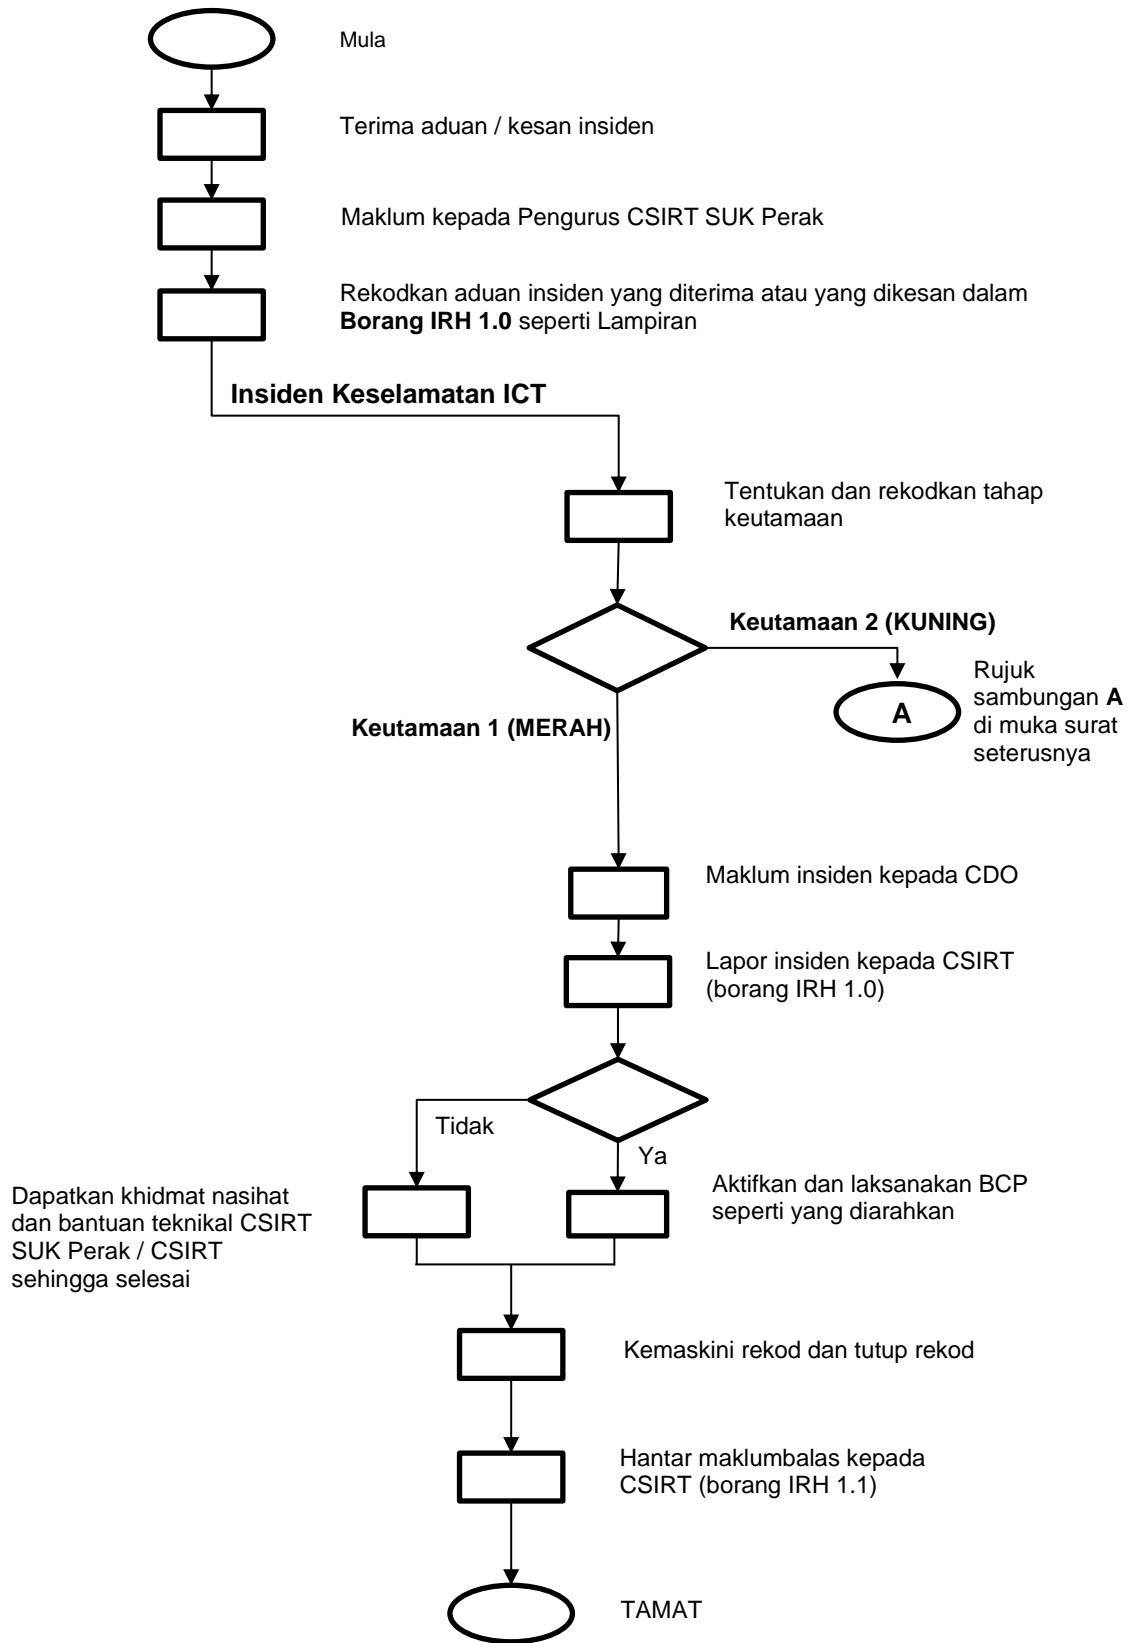 Mula
Terima aduan / kesan insiden
Maklum kepada Pengurus CSIRT SUK Perak
Rekodkan aduan insiden yang diterima atau yang dikesan dalam
Borang IRH 1.0 seperti Lampiran
Insiden Keselamatan ICT
Tentukan dan rekodkan tahap
keutamaan
Keutamaan 2 (KUNING)
A
Rujuk
sambungan A
di muka surat
seterusnya
Keutamaan 1 (MERAH)
Maklum insiden kepada CDO
Lapor insiden kepada CSIRT
(borang IRH 1.0)
Tidak
Ya
Dapatkan khidmat nasihat
dan bantuan teknikal CSIRT
SUK Perak / CSIRT
sehingga selesai
Aktifkan dan laksanakan BCP
seperti yang diarahkan
Kemaskini rekod dan tutup rekod
Hantar maklumbalas kepada
CSIRT (borang IRH 1.1)
TAMAT